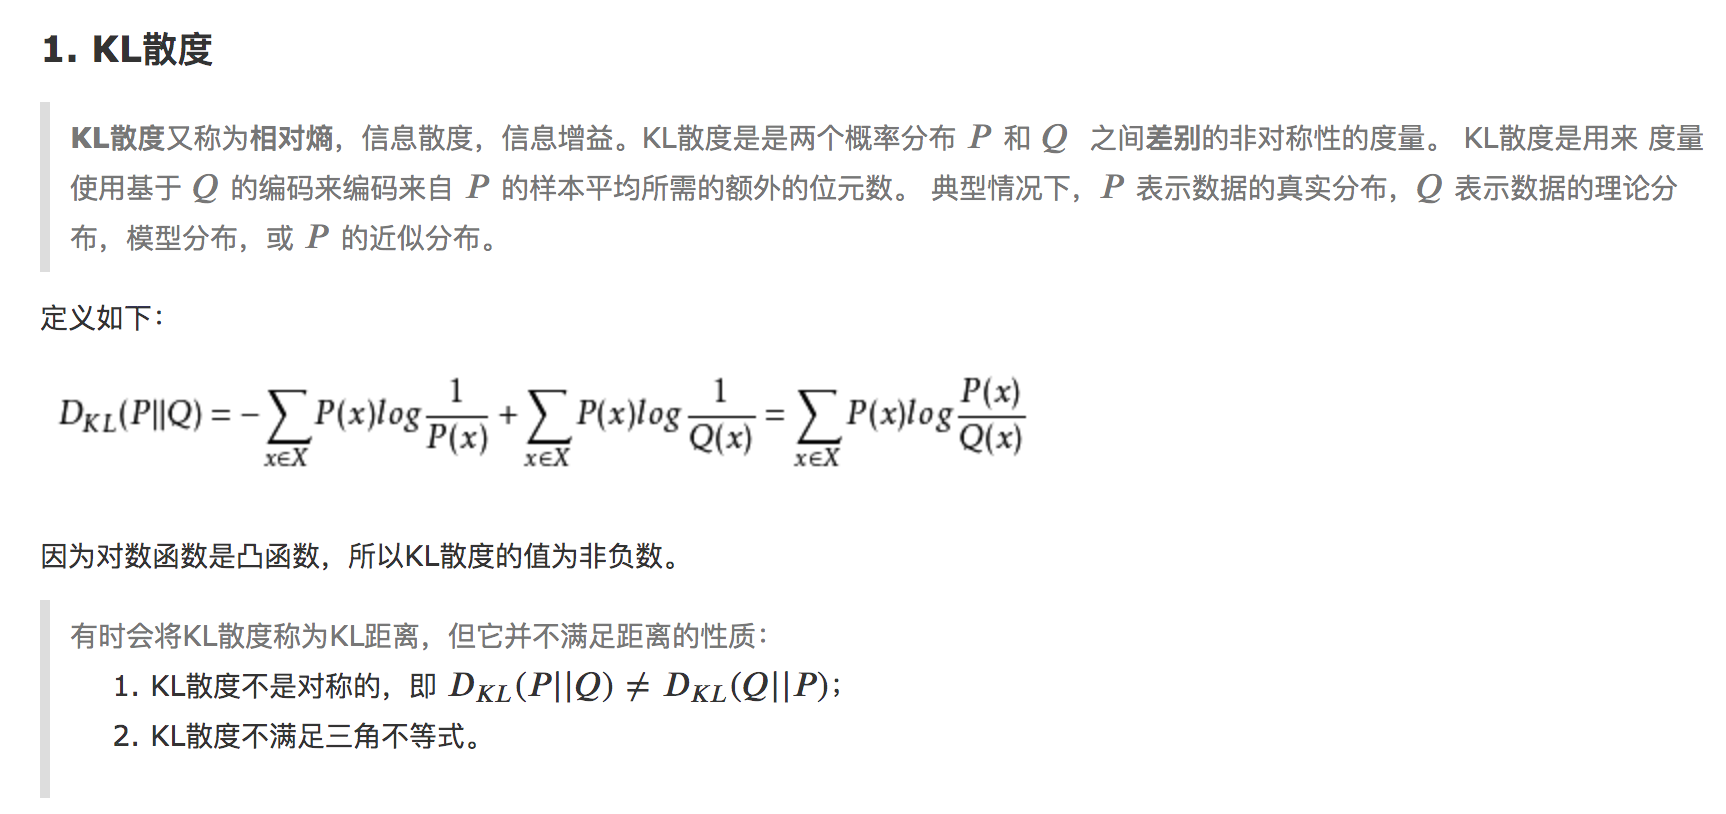 1. KL散度
KL散度又称为相对熵，信息散度，信息增益。KL散度是是两个概率分布 P 和 Q 之间差别的非对称性的度量。 KL散度是用来 度量
使用基于 Q 的编码来编码来自 P 的样本平均所需的额外的位元数。 典型情况下，P 表示数据的真实分布，Q 表示数据的理论分
布，模型分布，或 P 的近似分布。
定义如下：
D_{KL}(P||Q) = -\sum_{x∈X} P(x)log\frac{1}{P(x)} + \sum_{x∈X} P(x)log\frac{1}{Q(x)} = \sum_{x∈X} P(x)log\frac{P(x)}{Q(x)}
因为对数函数是凸函数，所以KL散度的值为非负数。
有时会将KL散度称为KL距离，但它并不满足距离的性质：
1. KL散度不是对称的，即 D_{KL}(P||Q) ≠ D_{KL}(Q||P)；
2. KL散度不满足三角不等式。